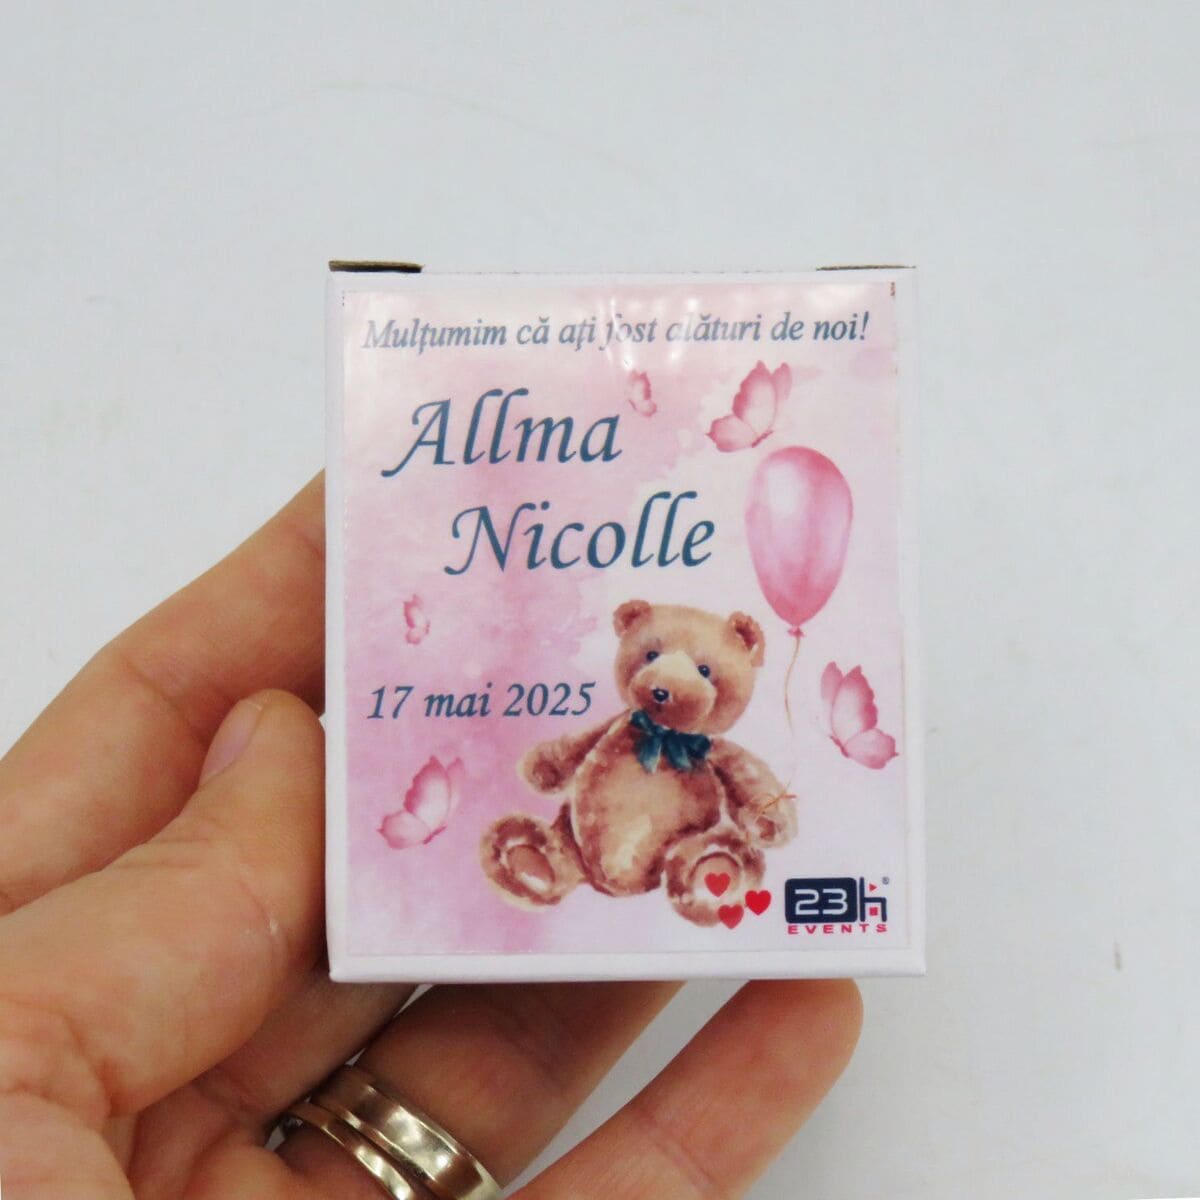 Mulțumim că ați fost alături de noi!
Allma
Nicolle
17 mai 2025
23h®
EVENTS